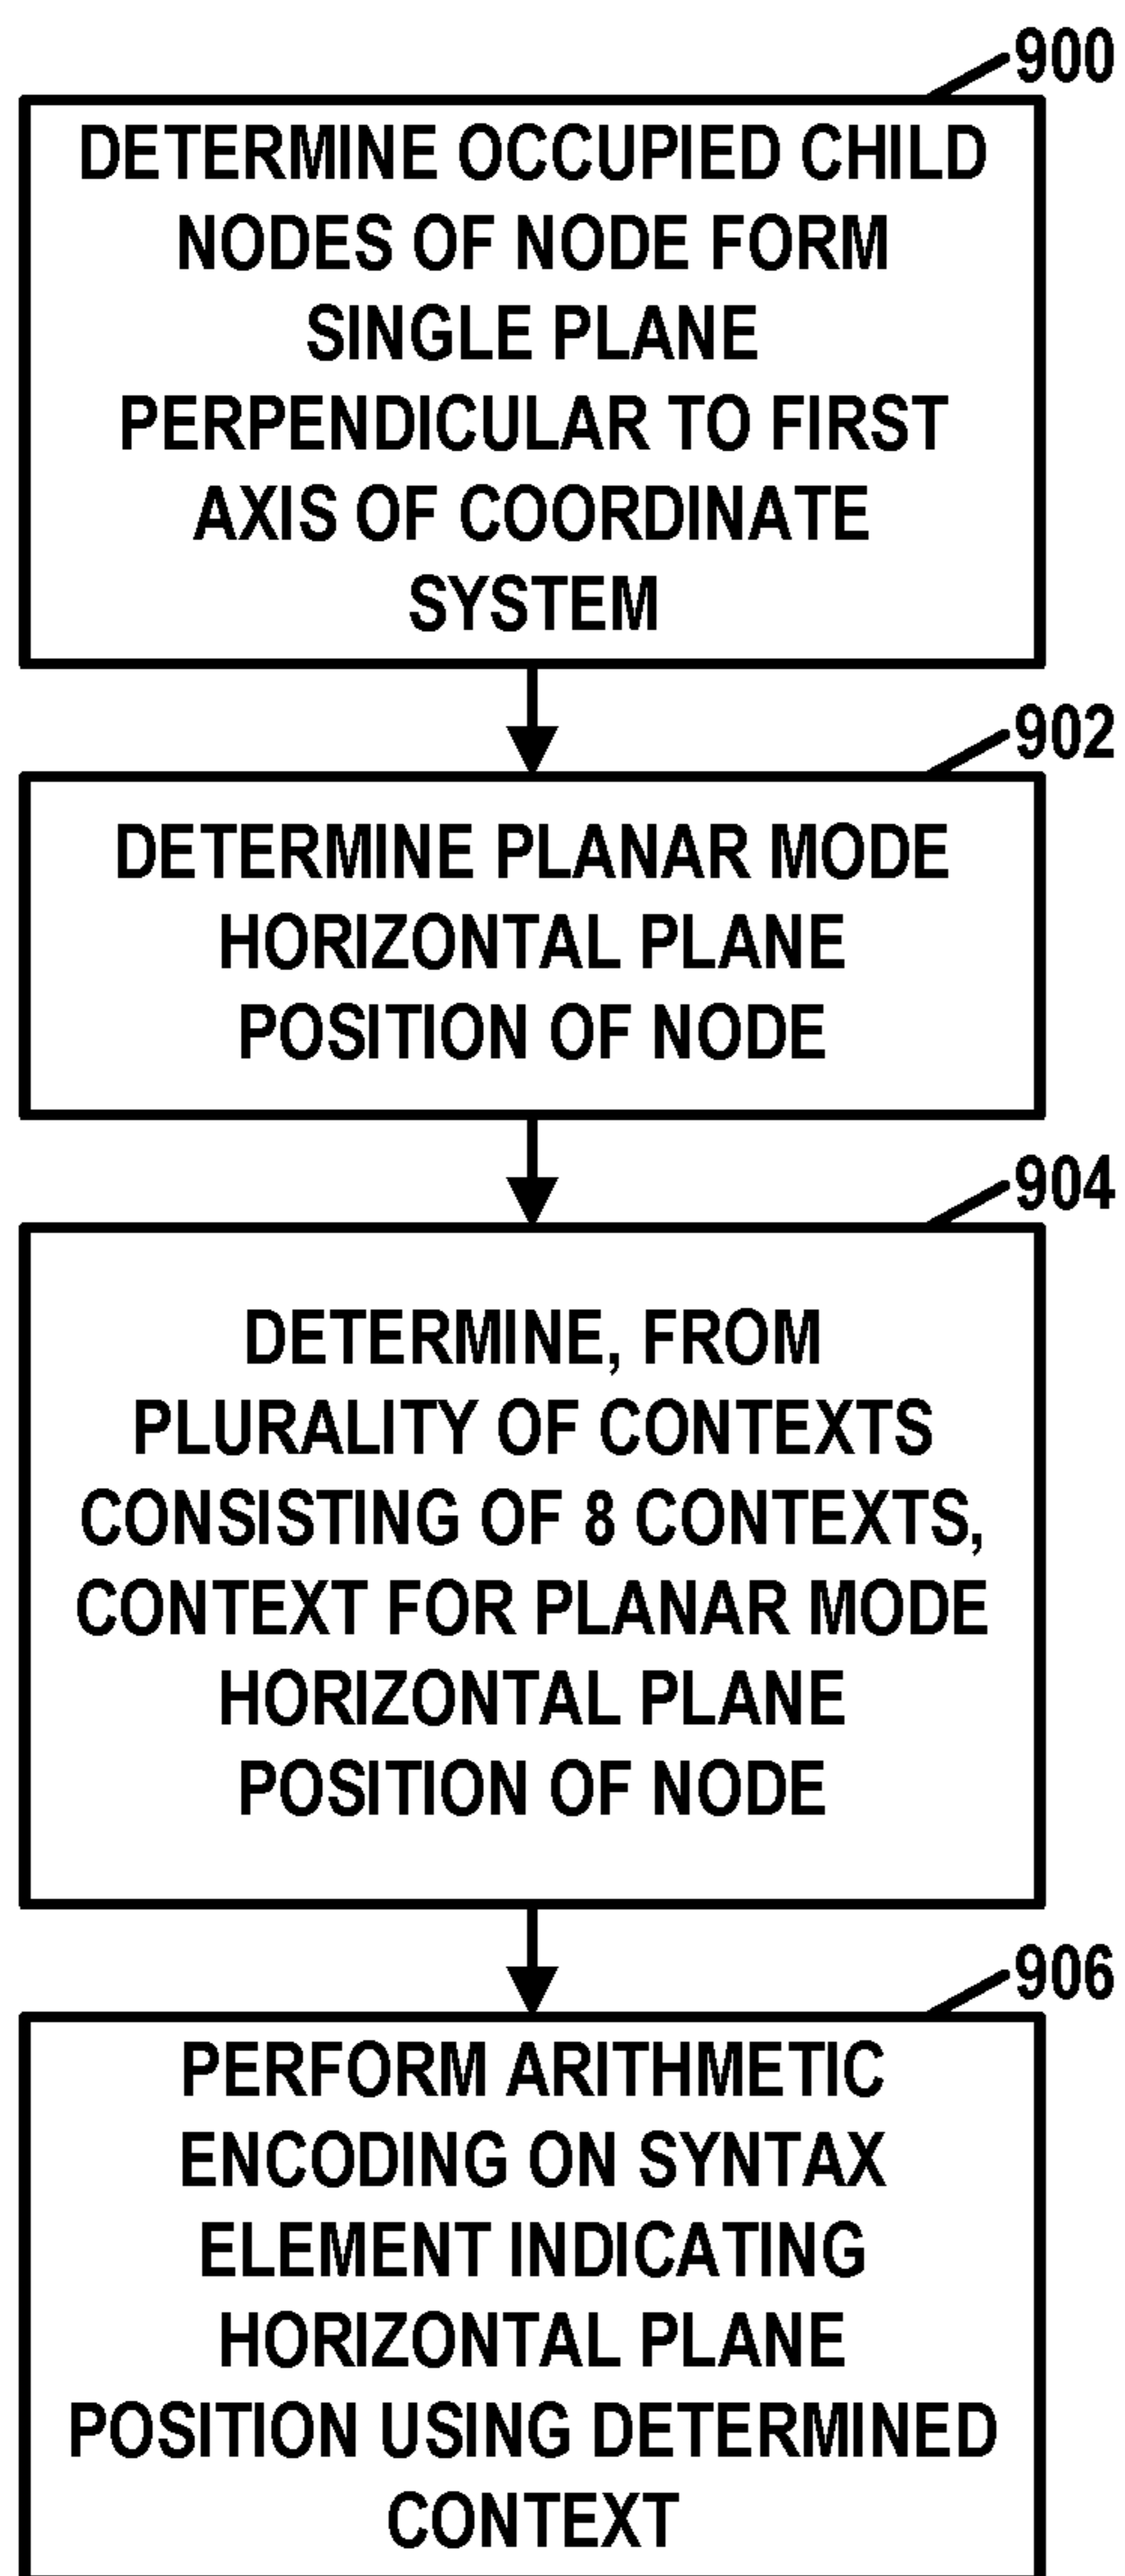 900
DETERMINE OCCUPIED CHILD
NODES OF NODE FORM
SINGLE PLANE
PERPENDICULAR TO FIRST
AXIS OF COORDINATE
SYSTEM
902
DETERMINE PLANAR MODE
HORIZONTAL PLANE
POSITION OF NODE
904
DETERMINE, FROM
PLURALITY OF CONTEXTS
CONSISTING OF 8 CONTEXTS,
CONTEXT FOR PLANAR MODE
HORIZONTAL PLANE
POSITION OF NODE
906
PERFORM ARITHMETIC
ENCODING ON SYNTAX
ELEMENT INDICATING
HORIZONTAL PLANE
POSITION USING DETERMINED
CONTEXT